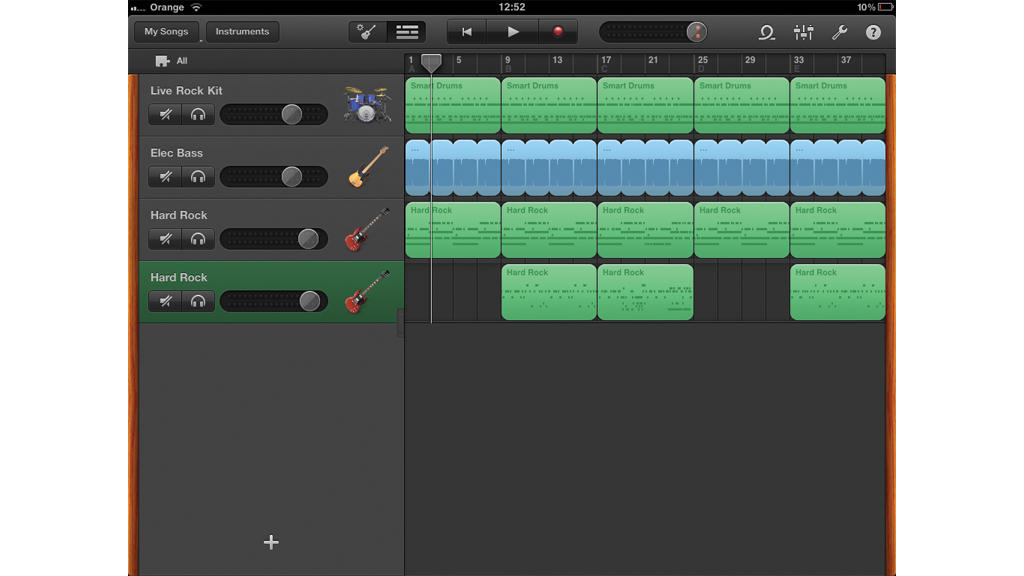 Orange 12:52 10%
My Songs Instruments ?
All 1 5 9 13 17 21 25 29 33 37
A B C D E
Live Rock Kit
Smart Drums Smart Drums Smart Drums Smart Drums Smart Drums
Elec Bass
... ... ... ... ...
Hard Rock
Hard Rock Hard Rock Hard Rock Hard Rock Hard Rock
Hard Rock
Hard Rock Hard Rock Hard Rock